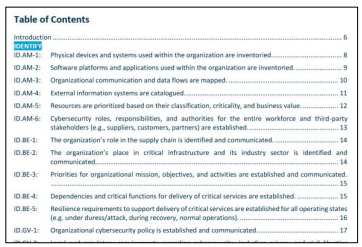 Table of Contents
Introduction ........ 6
IDENTIFY
ID.AM-1: Physical devices and systems used within the organization are inventoried. ........ 8
ID.AM-2: Software platforms and applications used within the organization are inventoried. ........ 9
ID.AM-3: Organizational communication and data flows are mapped. ........ 10
ID.AM-4: External information systems are catalogued. ........ 11
ID.AM-5: Resources are prioritized based on their classification, criticality, and business value. ........ 12
ID.AM-6: Cybersecurity roles, responsibilities, and authorities for the entire workforce and third-party
stakeholders (e.g., suppliers, customers, partners) are established. ........ 13
ID.BE-1: The organization's role in the supply chain is identified and communicated. ........ 14
ID.BE-2: The organization's place in critical infrastructure and its industry sector is identified and
communicated. ........ 14
ID.BE-3: Priorities for organizational mission, objectives, and activities are established and communicated.
........ 15
ID.BE-4: Dependencies and critical functions for delivery of critical services are established. ........ 15
ID.BE-5: Resilience requirements to support delivery of critical services are established for all operating states
(e.g. under duress/attack, during recovery, normal operations). ........ 16
ID.GV-1: Organizational cybersecurity policy is established and communicated. ........ 17